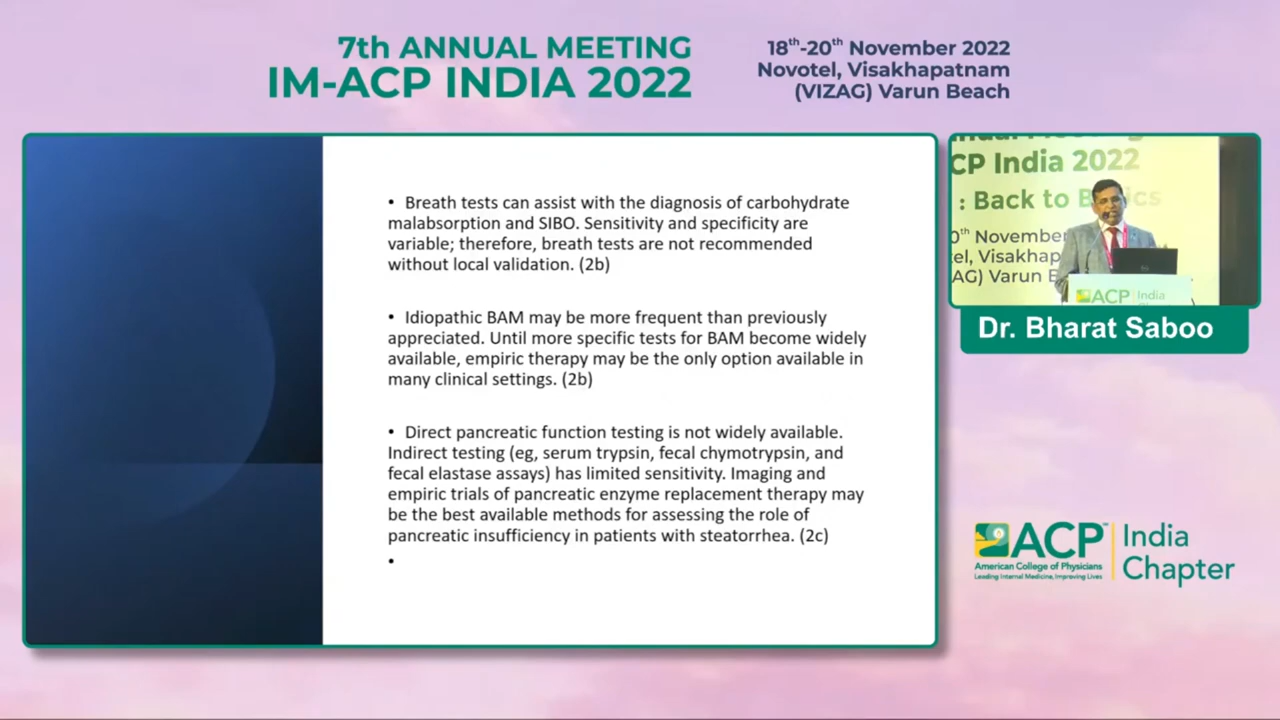 7th ANNUAL MEETING
IM-ACP INDIA 2022
18th-20th November 2022
Novotel, Visakhapatnam
(VIZAG) Varun Beach
• Breath tests can assist with the diagnosis of carbohydrate
malabsorption and SIBO. Sensitivity and specificity are
variable; therefore, breath tests are not recommended
without local validation. (2b)
• Idiopathic BAM may be more frequent than previously
appreciated. Until more specific tests for BAM become widely
available, empiric therapy may be the only option available in
many clinical settings. (2b)
• Direct pancreatic function testing is not widely available.
Indirect testing (eg, serum trypsin, fecal chymotrypsin, and
fecal elastase assays) has limited sensitivity. Imaging and
empiric trials of pancreatic enzyme replacement therapy may
be the best available methods for assessing the role of
pancreatic insufficiency in patients with steatorrhea. (2c)
•
CP India 2022
: Back to B ics
0th November
el, Visakhap
AG) Varun B
ACP India
Dr. Bharat Saboo
ACP™
American College of Physicians
Leading Internal Medicine, Improving Lives
India
Chapter